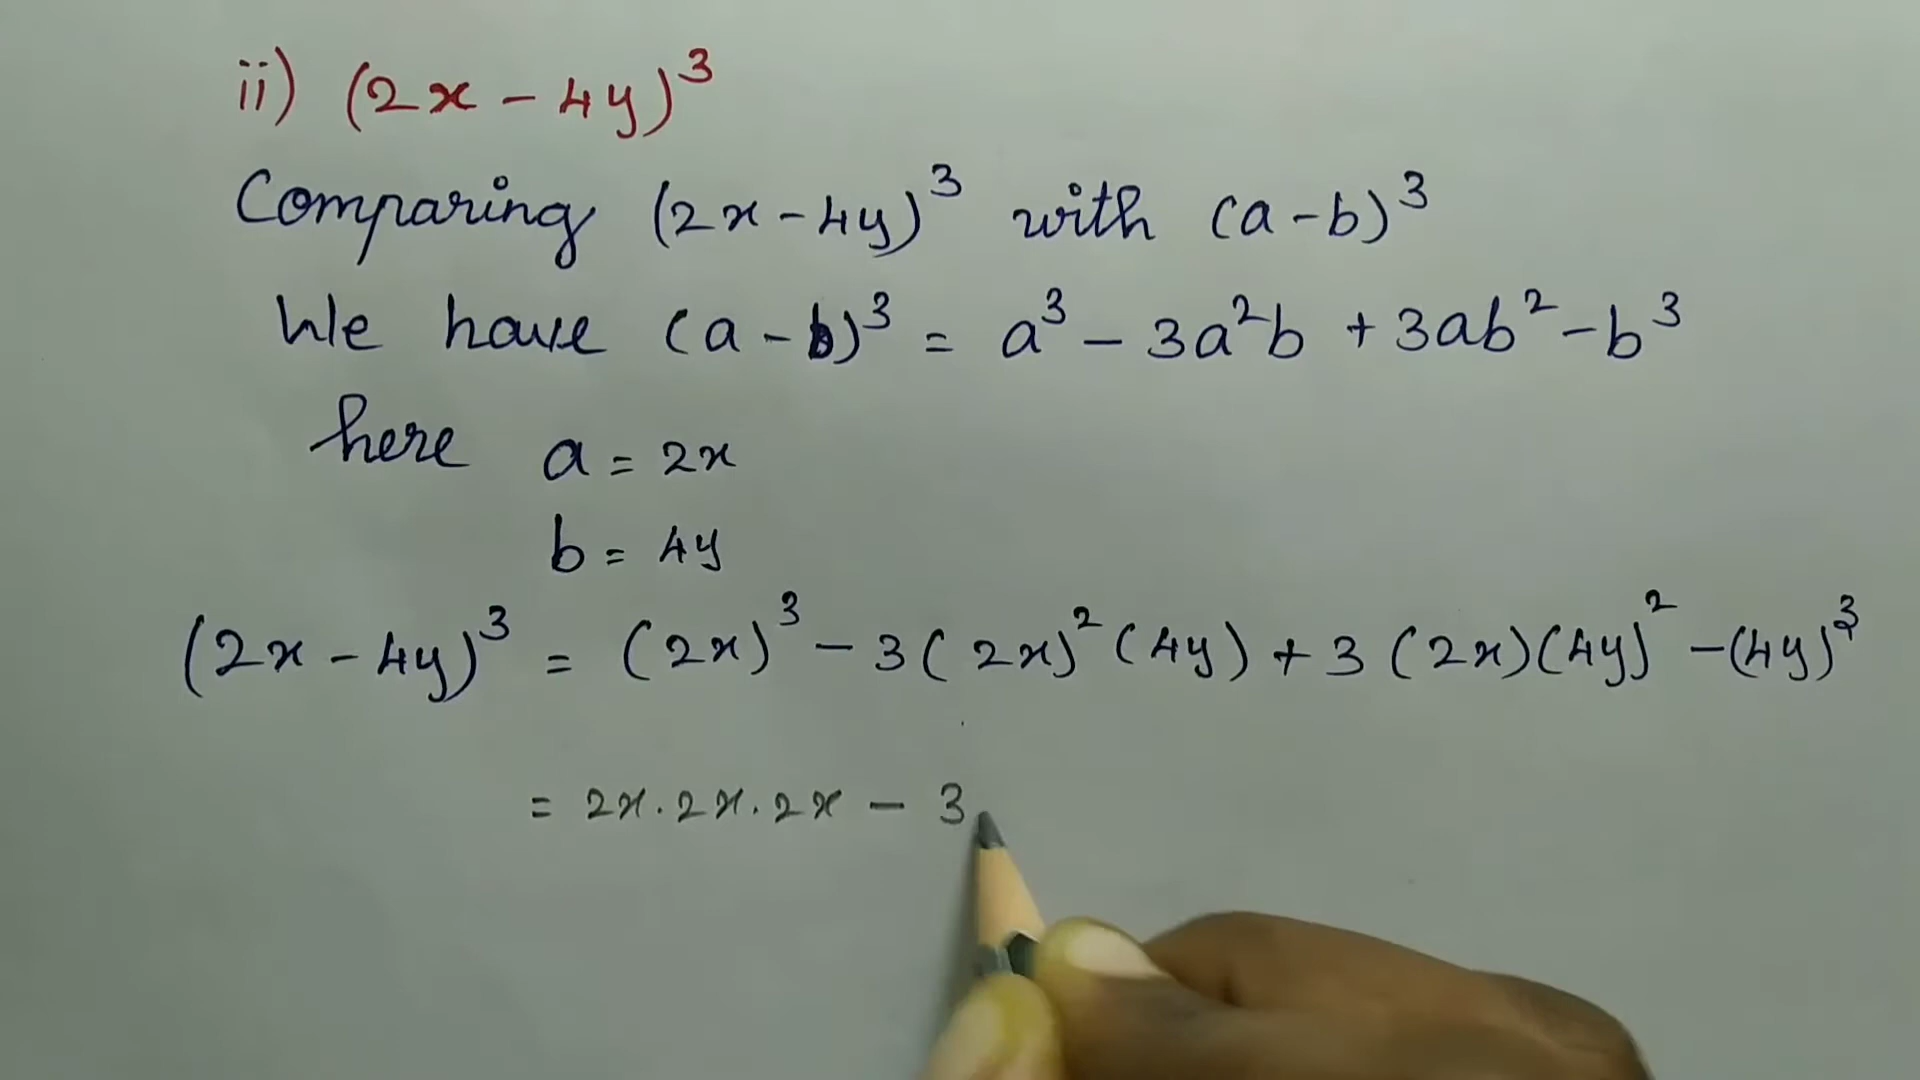 ii) (2x - 4y)³
Comparing (2x - 4y)³ with (a - b)³
We have (a - b)³ = a³ - 3a²b + 3ab² - b³
here a = 2x
b = 4y
(2x - 4y)³ = (2x)³ - 3(2x)²(4y) + 3(2x)(4y)² - (4y)³
= 2x.2x.2x - 3